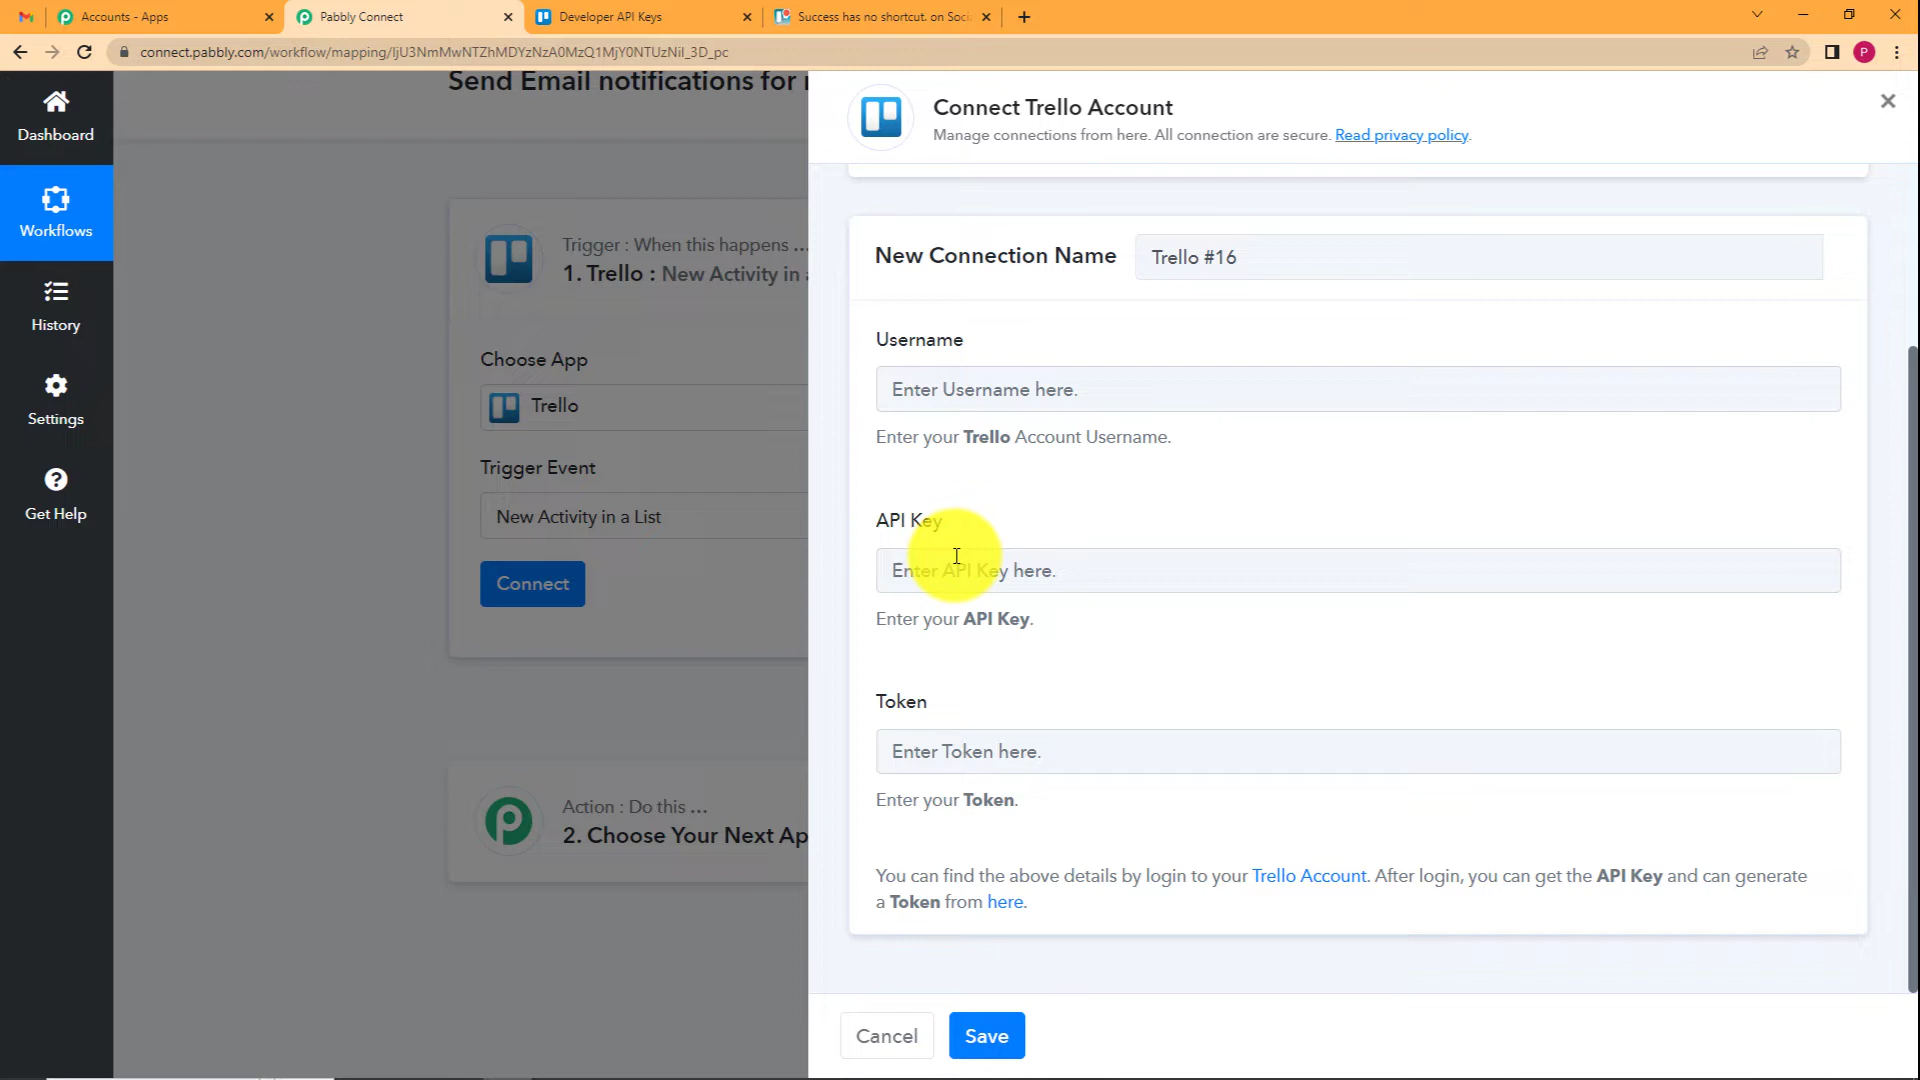 Accounts - Apps
Pabbly Connect
Developer API Keys
Success has no shortcut. on Soci
connect.pabbly.com/workflow/mapping/IjU3NmMwNTZhMDYzNzA0MzQ1MjY0NTUzNiI_3D_pc
P
Dashboard
Workflows
History
Settings
Get Help
Send Email notifications for
Trigger : When this happens ...
1. Trello : New Activity in a
Choose App
Trello
Trigger Event
New Activity in a List
Connect
Action : Do this ...
2. Choose Your Next Ap
Connect Trello Account
Manage connections from here. All connection are secure. Read privacy policy.
New Connection Name
Trello #16
Username
Enter Username here.
Enter your Trello Account Username.
API Key
Enter API Key here.
Enter your API Key.
Token
Enter Token here.
Enter your Token.
You can find the above details by login to your Trello Account. After login, you can get the API Key and can generate
a Token from here.
Cancel
Save